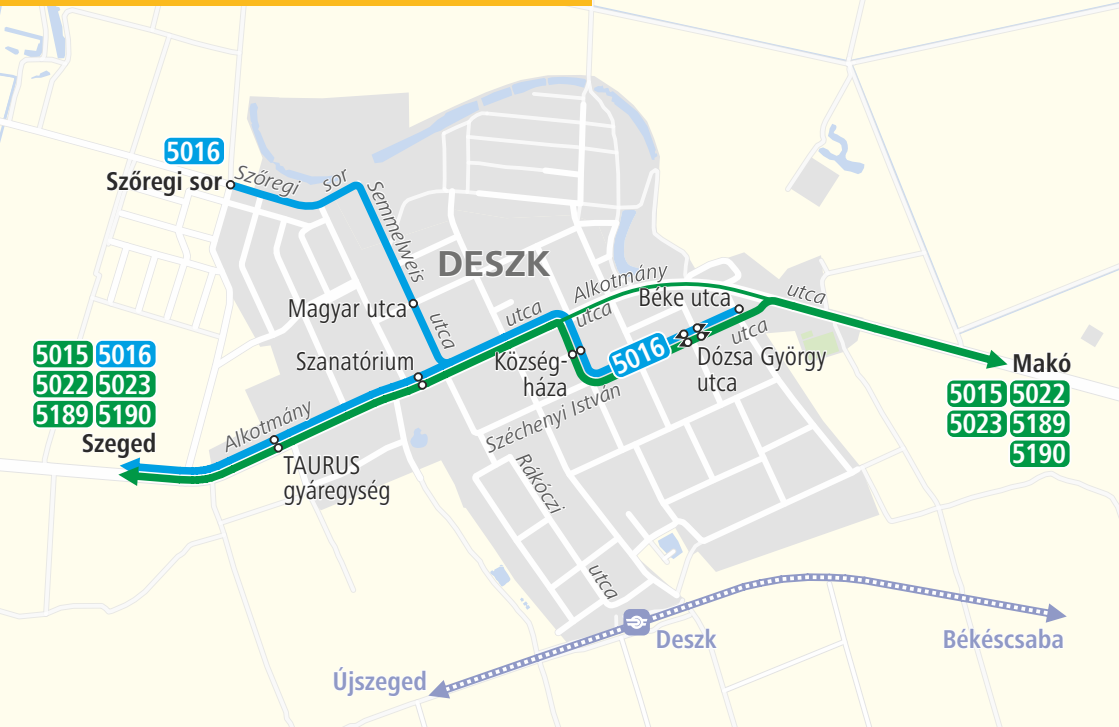 5016
Szőregi sor
Szőregi sor
Semmelweis
utca
DESZK
Magyar utca
Szanatórium
utca
Alkotmány
utca
utca
Béke utca
utca
5016
Dózsa György
utca
Község-
háza
Széchenyi István
Makó
5015 5022
5023 5189
5190
5015 5016
5022 5023
5189 5190
Szeged
Alkotmány
TAURUS
gyáregység
Rákóczi
utca
Deszk
Békéscsaba
Újszeged